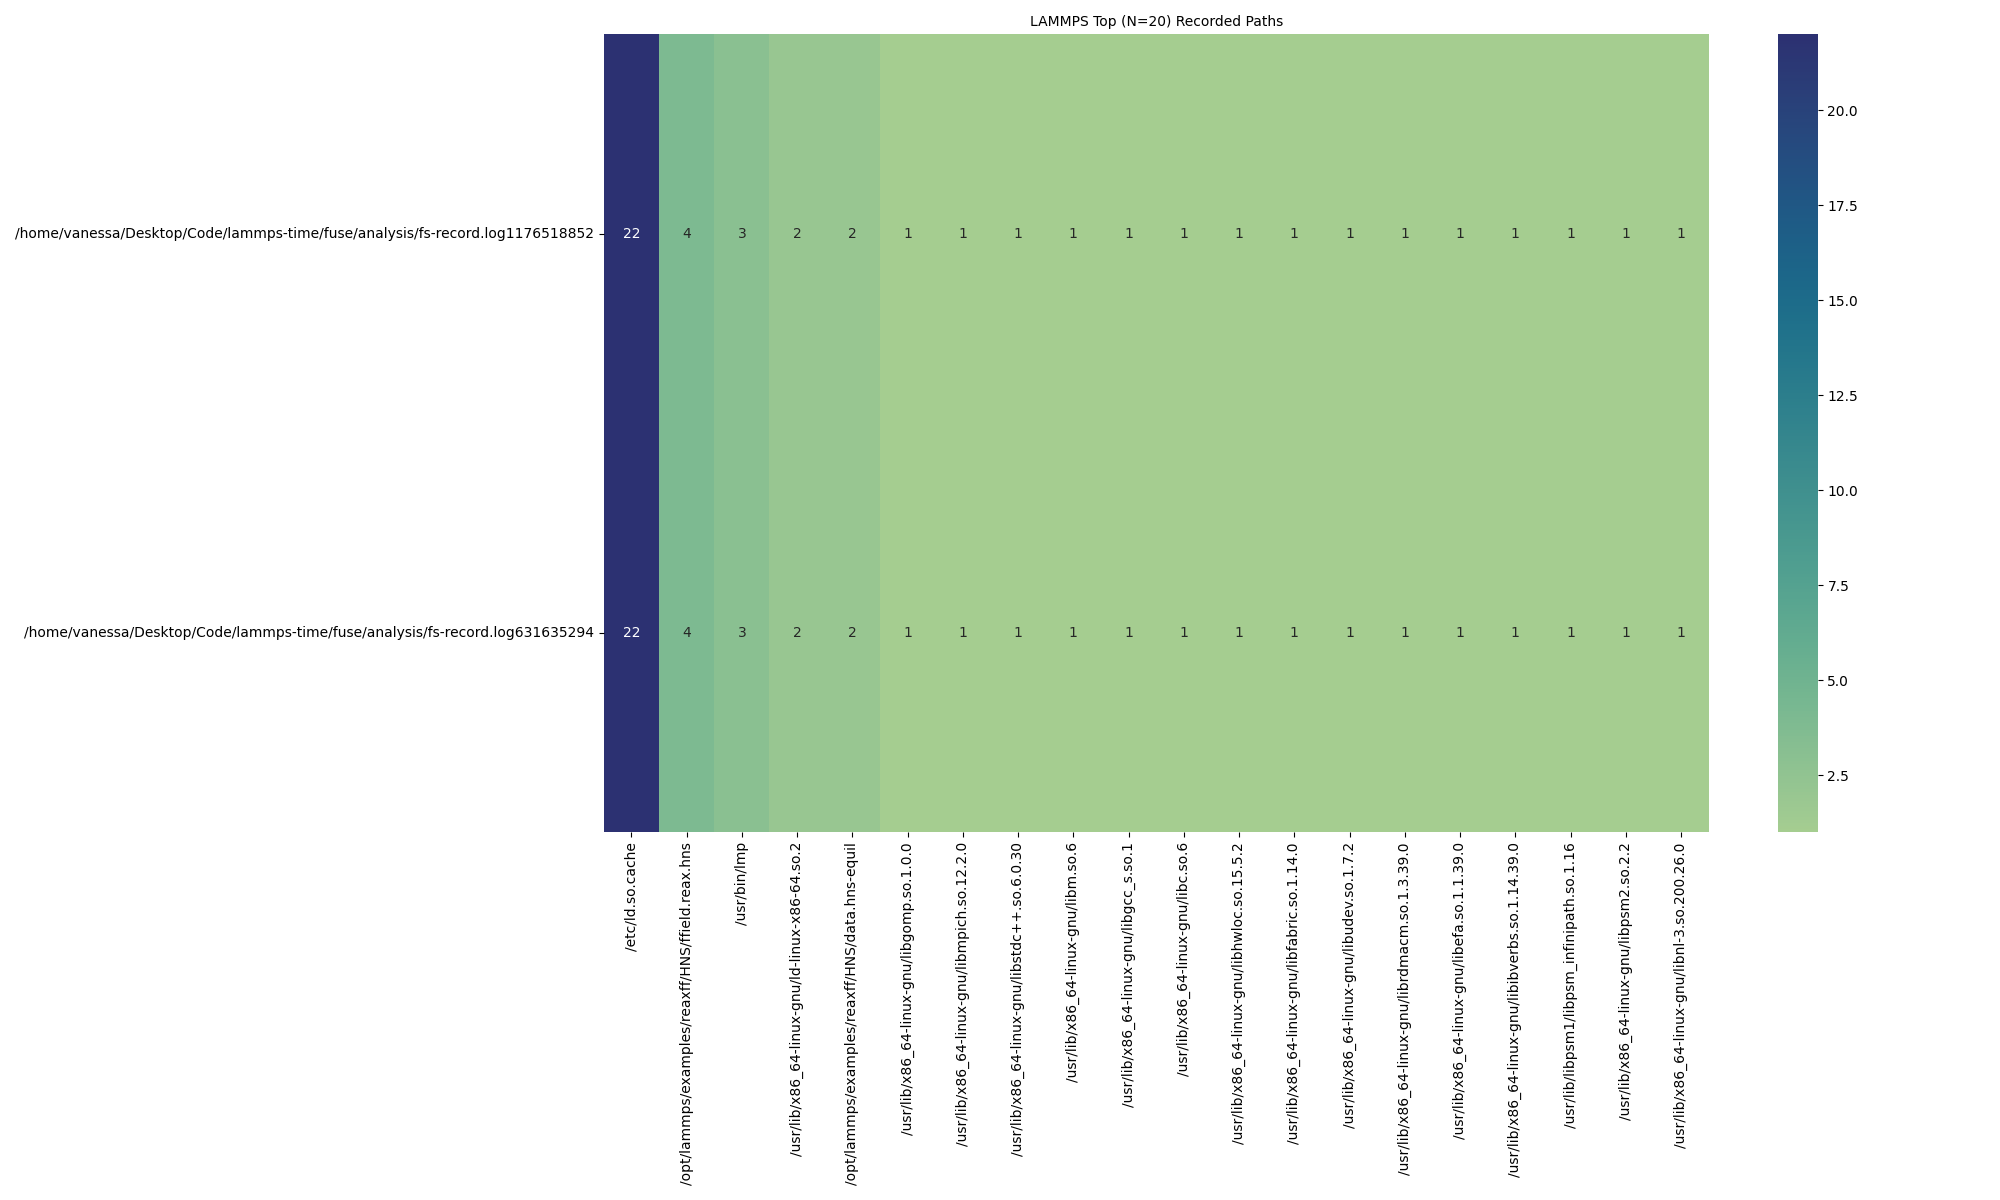 LAMMPS Top (N=20) Recorded Paths
/home/vanessa/Desktop/Code/lammps-time/fuse/analysis/fs-record.log1176518852
22 4 3 2 2 1 1 1 1 1 1 1 1 1 1 1 1 1 1 1
/home/vanessa/Desktop/Code/lammps-time/fuse/analysis/fs-record.log631635294
22 4 3 2 2 1 1 1 1 1 1 1 1 1 1 1 1 1 1 1
/etc/ld.so.cache
/opt/lammps/examples/reaxff/HNS/ffield.reax.hns
/usr/bin/lmp
/usr/lib/x86_64-linux-gnu/ld-linux-x86-64.so.2
/opt/lammps/examples/reaxff/HNS/data.hns-equil
/usr/lib/x86_64-linux-gnu/libgomp.so.1.0.0
/usr/lib/x86_64-linux-gnu/libmpich.so.12.2.0
/usr/lib/x86_64-linux-gnu/libstdc++.so.6.0.30
/usr/lib/x86_64-linux-gnu/libm.so.6
/usr/lib/x86_64-linux-gnu/libgcc_s.so.1
/usr/lib/x86_64-linux-gnu/libc.so.6
/usr/lib/x86_64-linux-gnu/libhwloc.so.15.5.2
/usr/lib/x86_64-linux-gnu/libfabric.so.1.14.0
/usr/lib/x86_64-linux-gnu/libudev.so.1.7.2
/usr/lib/x86_64-linux-gnu/librdmacm.so.1.3.39.0
/usr/lib/x86_64-linux-gnu/libefa.so.1.1.39.0
/usr/lib/x86_64-linux-gnu/libibverbs.so.1.14.39.0
/usr/lib/libpsm1/libpsm_infinipath.so.1.16
/usr/lib/x86_64-linux-gnu/libpsm2.so.2.2
/usr/lib/x86_64-linux-gnu/libnl-3.so.200.26.0
20.0
17.5
15.0
12.5
10.0
7.5
5.0
2.5